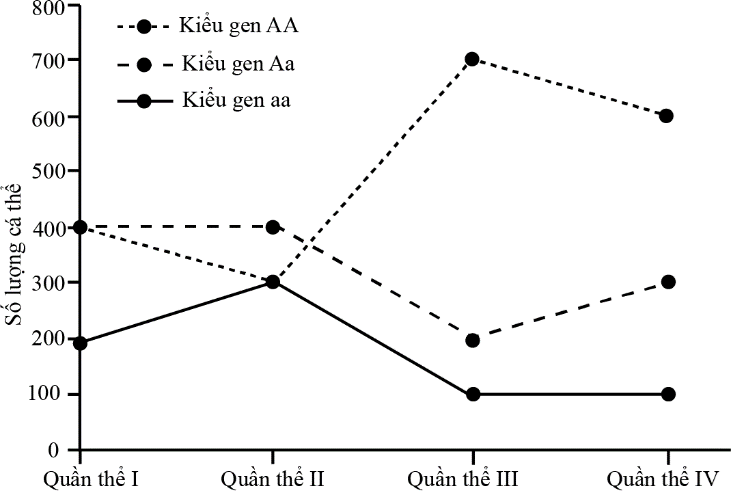 800
700
600
500
400
300
200
100
0
Số lượng cá thể
Kiểu gen AA
Kiểu gen Aa
Kiểu gen aa
Quần thể I
Quần thể II
Quần thể III
Quần thể IV